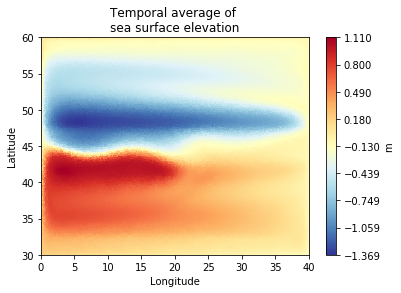 Temporal average of
sea surface elevation
60
55
50
45
40
35
30
Latitude
0 5 10 15 20 25 30 35 40
Longitude
1.110
0.800
0.490
0.180
−0.130
−0.439
−0.749
−1.059
−1.369
m